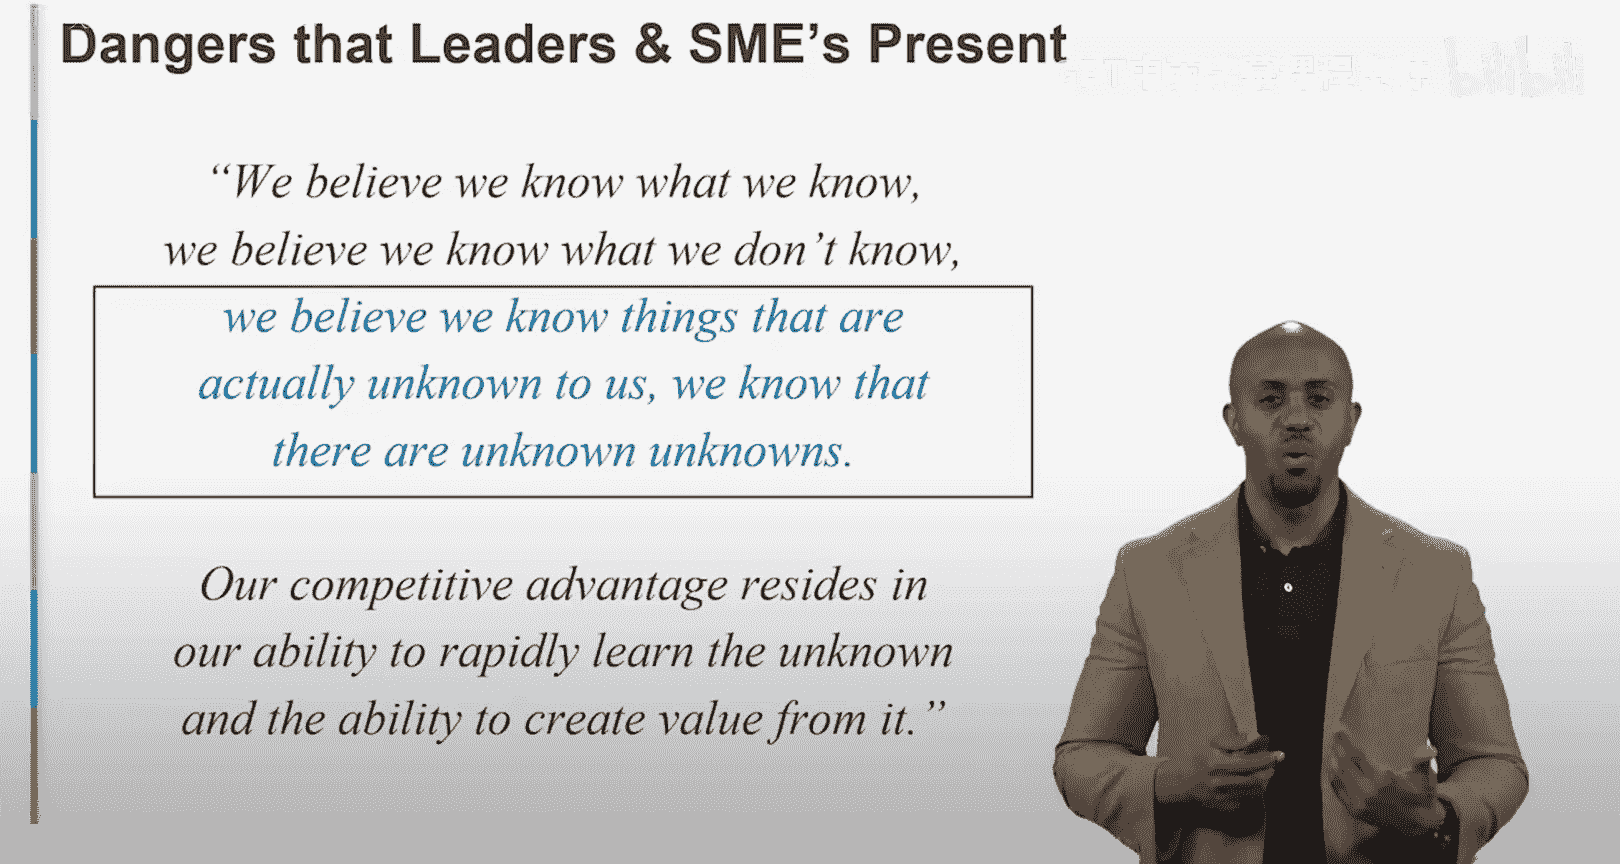 Dangers that Leaders & SME’s Present
bilibili
“We believe we know what we know,
we believe we know what we don’t know,
we believe we know things that are
actually unknown to us, we know that
there are unknown unknowns.
Our competitive advantage resides in
our ability to rapidly learn the unknown
and the ability to create value from it.”